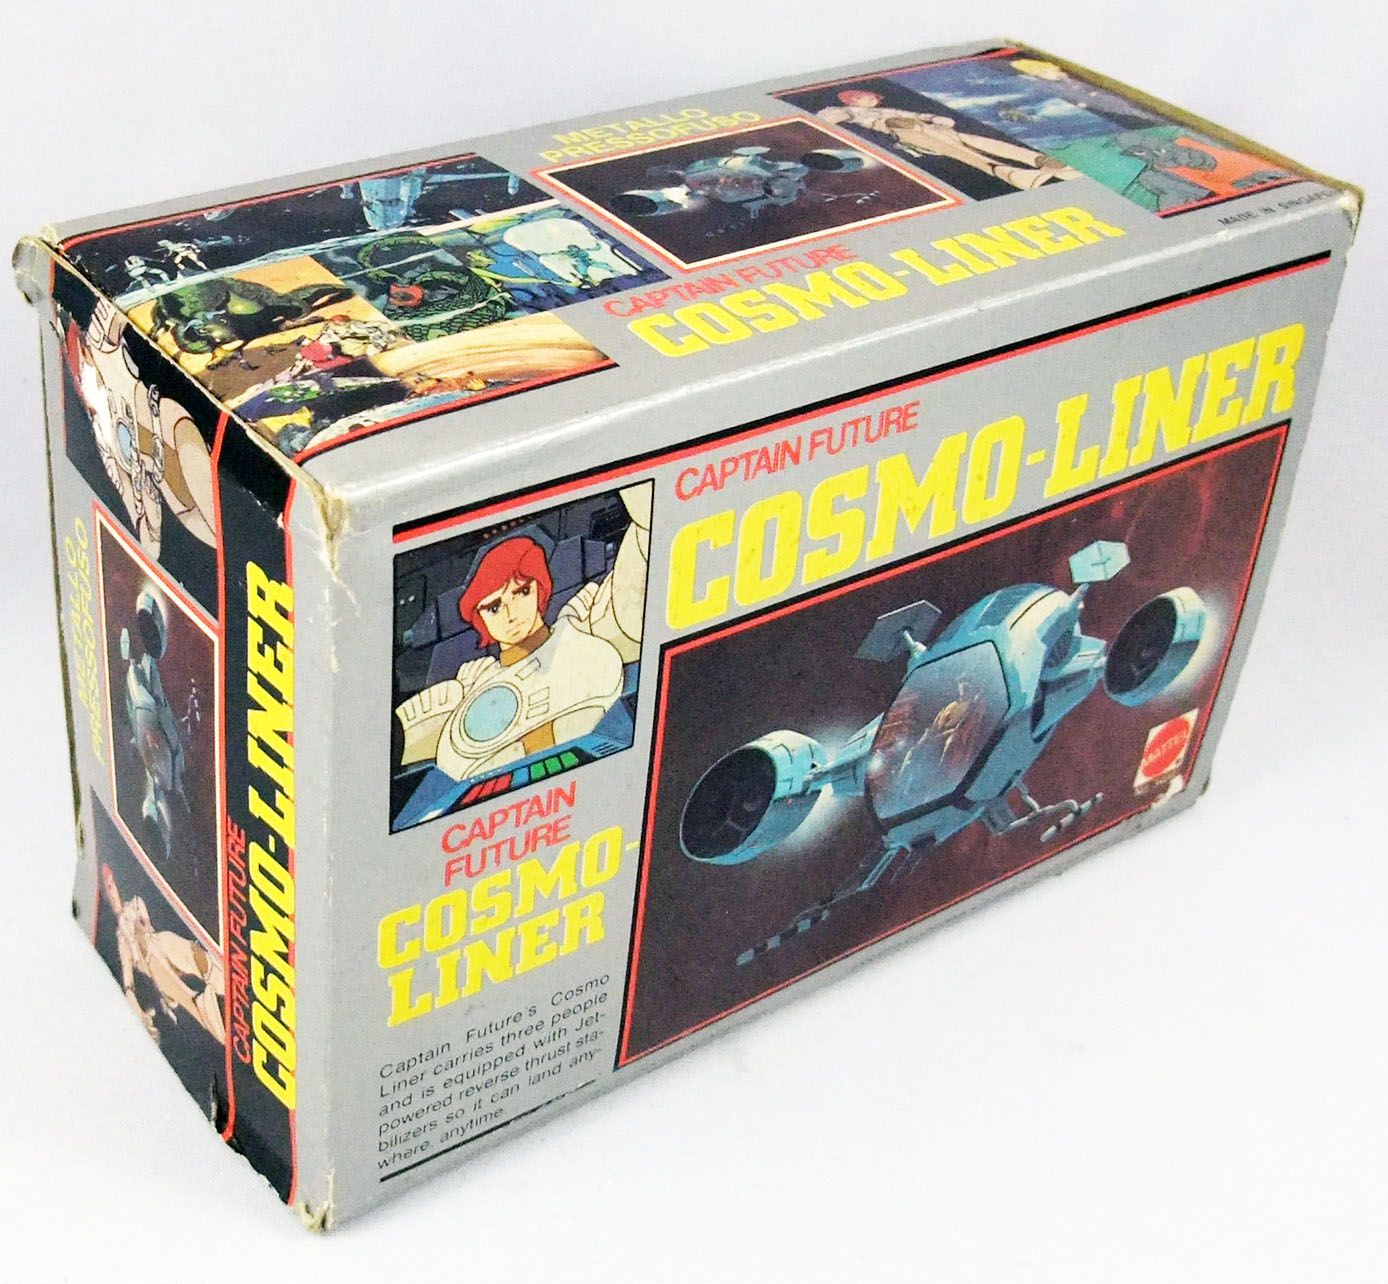 METALLO
PRESSOFUSO
CAPTAIN FUTURE
COSMO-LINER
MADE IN
CAPTAIN FUTURE
COSMO-LINER
MATTEL
CAPTAIN
FUTURE
COSMO-
LINER
Captain Future's Cosmo
Liner carries three people
and is equipped with Jet-
powered reverse thrust sta-
bilizers so it can land any-
where, anytime.
METALLO
PRESSOFUSO
CAPTAIN FUTURE
COSMO-LINER